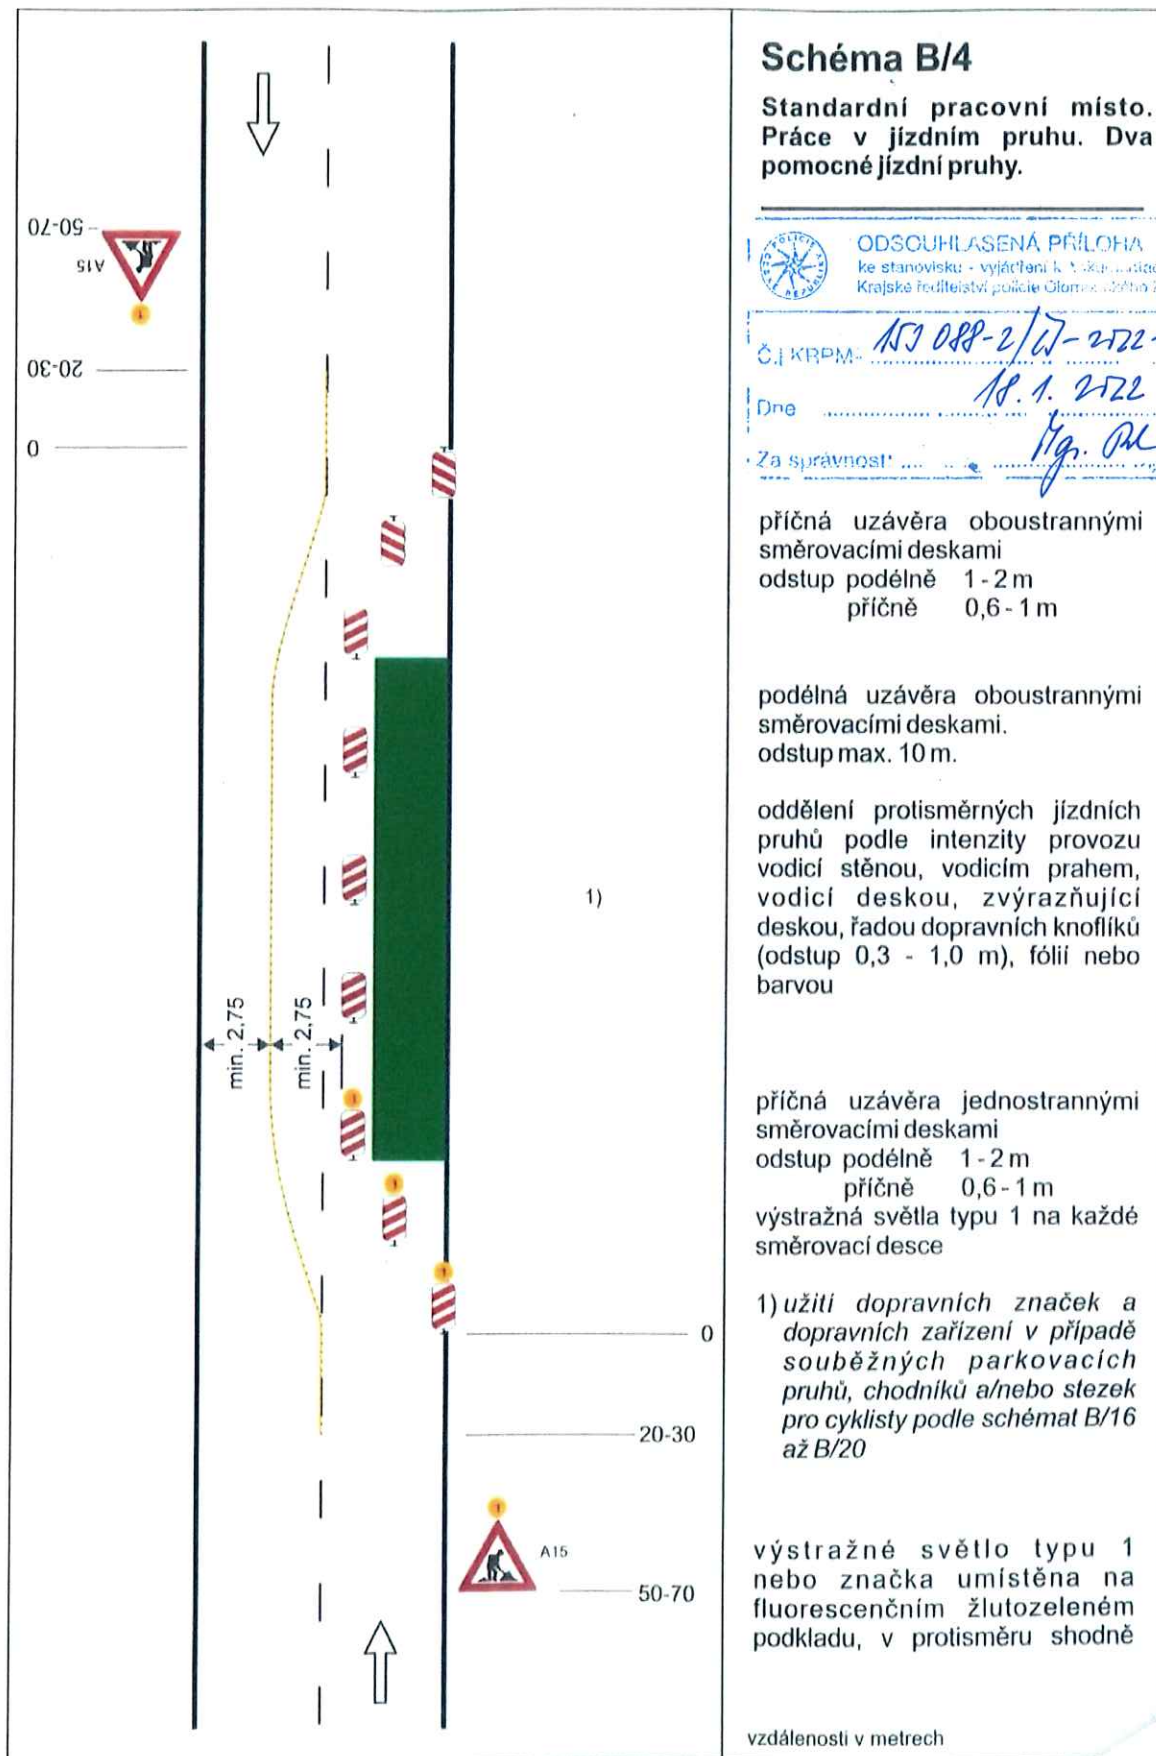 Schéma B/4
Standardní pracovní místo.
Práce v jízdním pruhu. Dva
pomocné jízdní pruhy.
ODSOUHLASENÁ PŘÍLOHA
ke stanovisku - vyjádření k
Krajské ředitelství policie
Č.j KRPM-
Dne 18. 1. 2022
Za správnost: Mgr.
příčná uzávěra oboustrannými
směrovacími deskami
odstup podélně 1 - 2 m
příčně 0,6 - 1 m
podélná uzávěra oboustrannými
směrovacími deskami.
odstup max. 10 m.
oddělení protisměrných jízdních
pruhů podle intenzity provozu
vodicí stěnou, vodicím prahem,
vodicí deskou, zvýrazňující
deskou, řadou dopravních knoflíků
(odstup 0,3 - 1,0 m), fólií nebo
barvou
příčná uzávěra jednostrannými
směrovacími deskami
odstup podélně 1 - 2 m
příčně 0,6 - 1 m
výstražná světla typu 1 na každé
směrovací desce
1) užití dopravních značek a
dopravních zařízení v případě
souběžných parkovacích
pruhů, chodníků a/nebo stezek
pro cyklisty podle schémat B/16
až B/20
výstražné světlo typu 1
nebo značka umístěna na
fluorescenčním žlutozeleném
podkladu, v protisměru shodně
vzdálenosti v metrech
50-70
A15
20-30
0
1)
min. 2,75
min. 2,75
0
20-30
A15
50-70